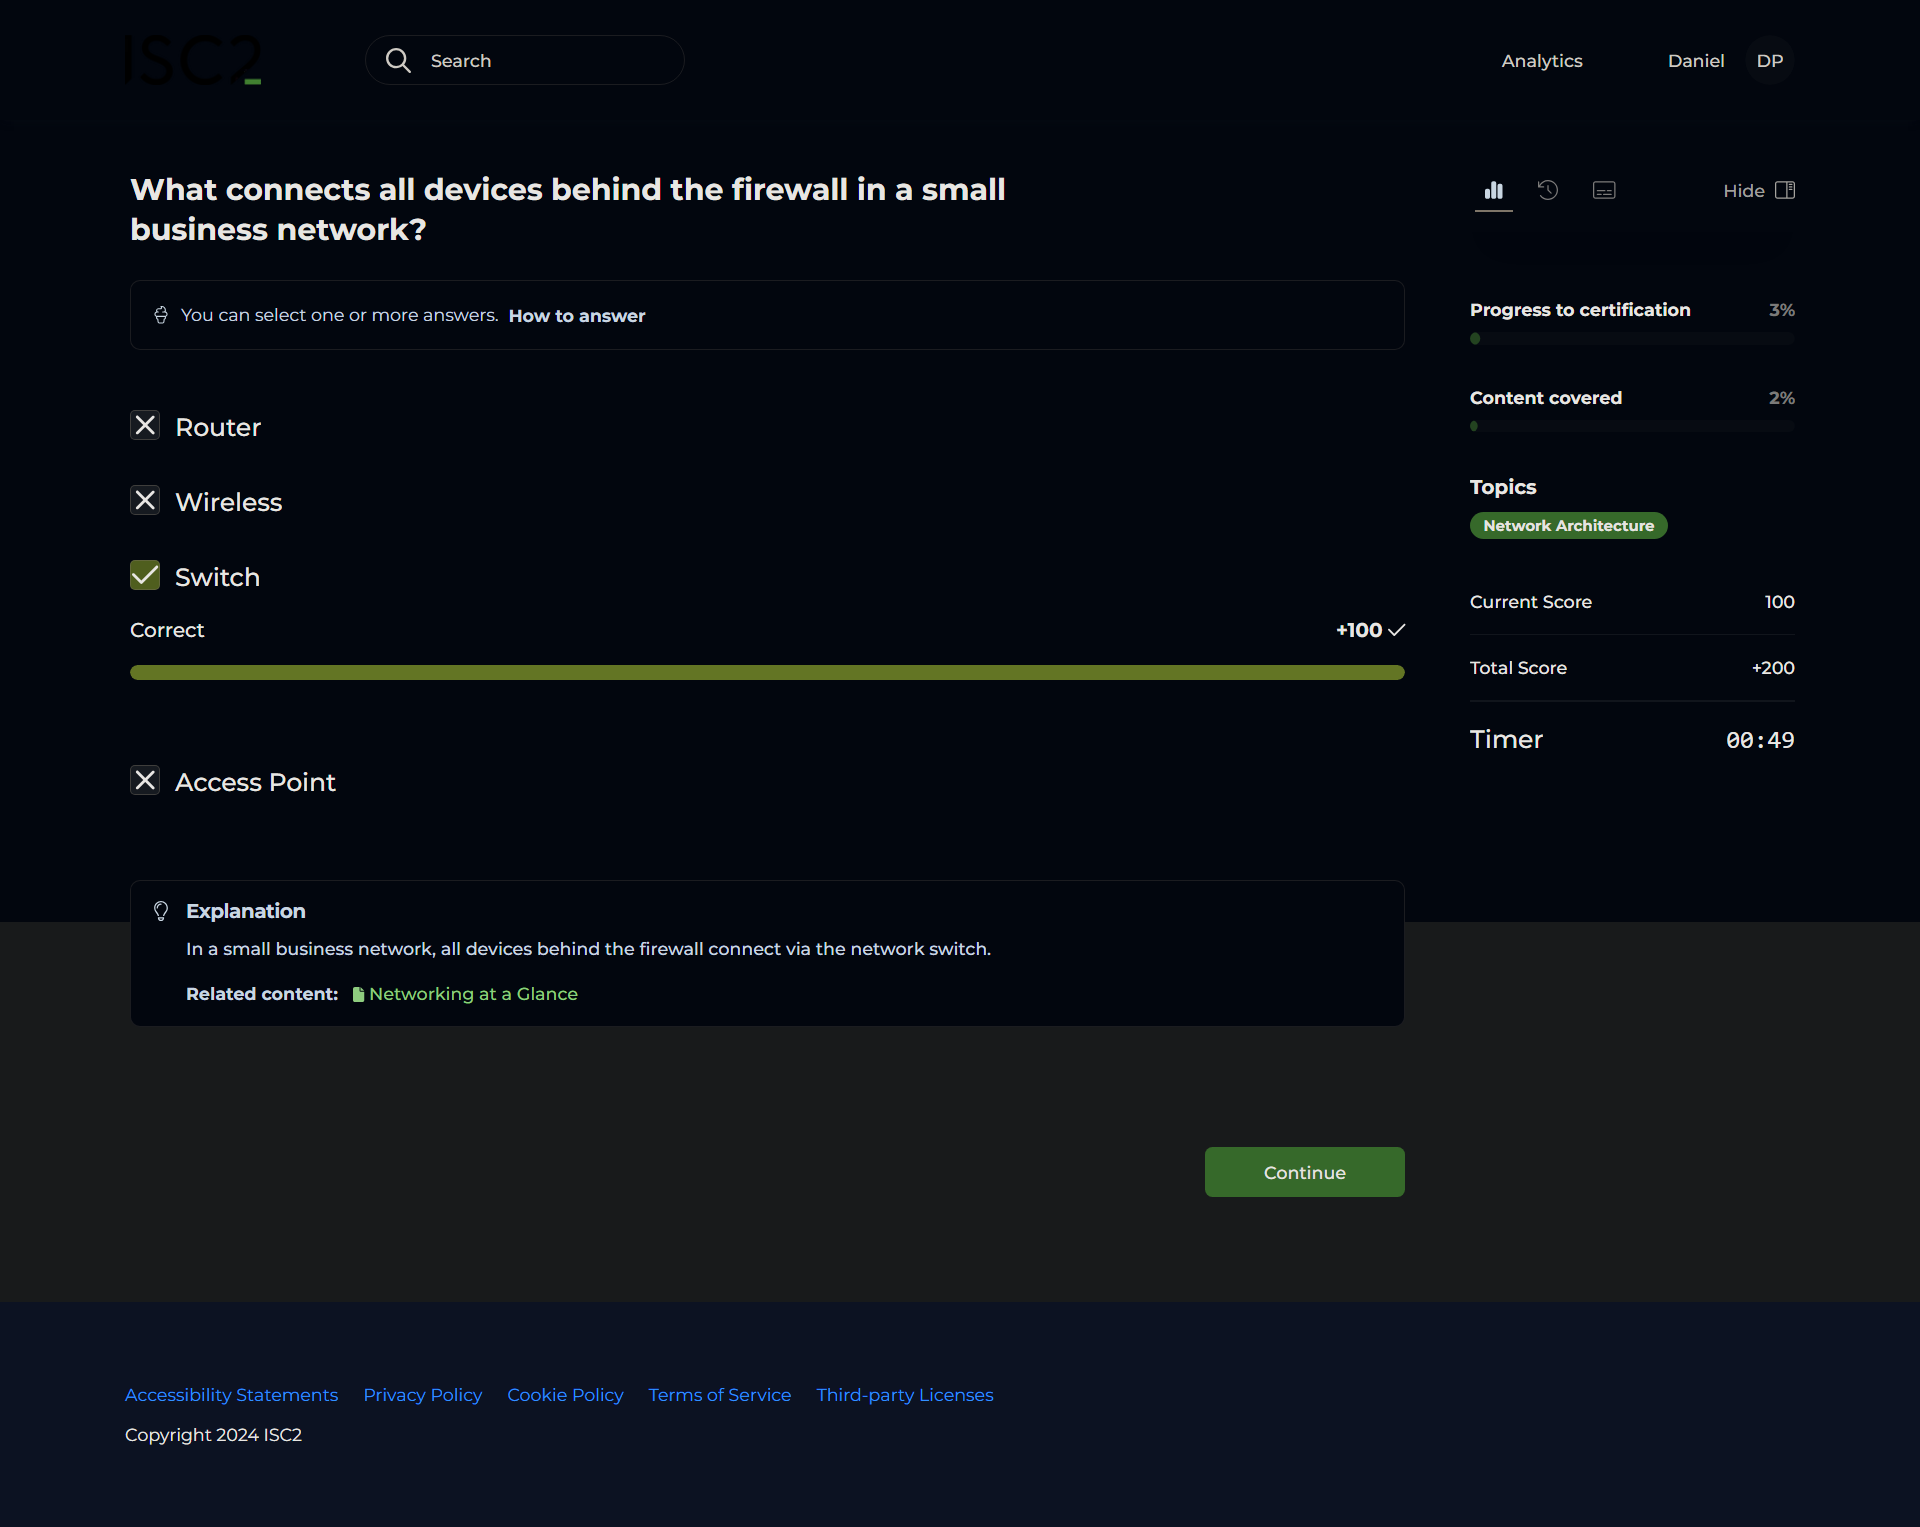 ISC2
Search
Analytics
Daniel
DP
What connects all devices behind the firewall in a small
business network?
Hide
You can select one or more answers. How to answer
Progress to certification 3%
Content covered 2%
Router
Wireless
Switch
Correct
+100
Access Point
Topics
Network Architecture
Current Score 100
Total Score +200
Timer 00:49
Explanation
In a small business network, all devices behind the firewall connect via the network switch.
Related content: Networking at a Glance
Continue
Accessibility Statements Privacy Policy Cookie Policy Terms of Service Third-party Licenses
Copyright 2024 ISC2